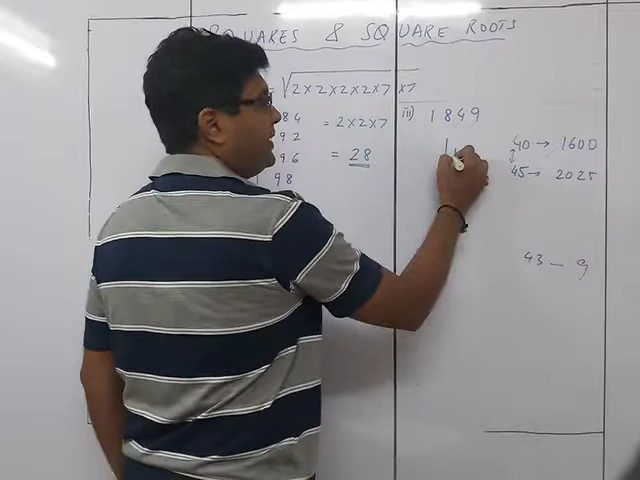 SQUARES & SQUARE ROOTS
= √2×2×2×2×7×7
84 = 2×2×7
92
96 = 28
98
iii) 1849
40 → 1600
↕
45 → 2025
43 — 9